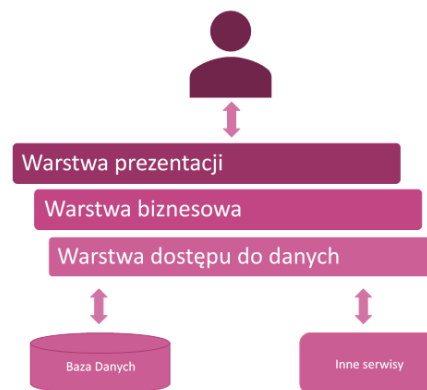 Warstwa prezentacji
Warstwa biznesowa
Warstwa dostępu do danych
Baza Danych
Inne serwisy